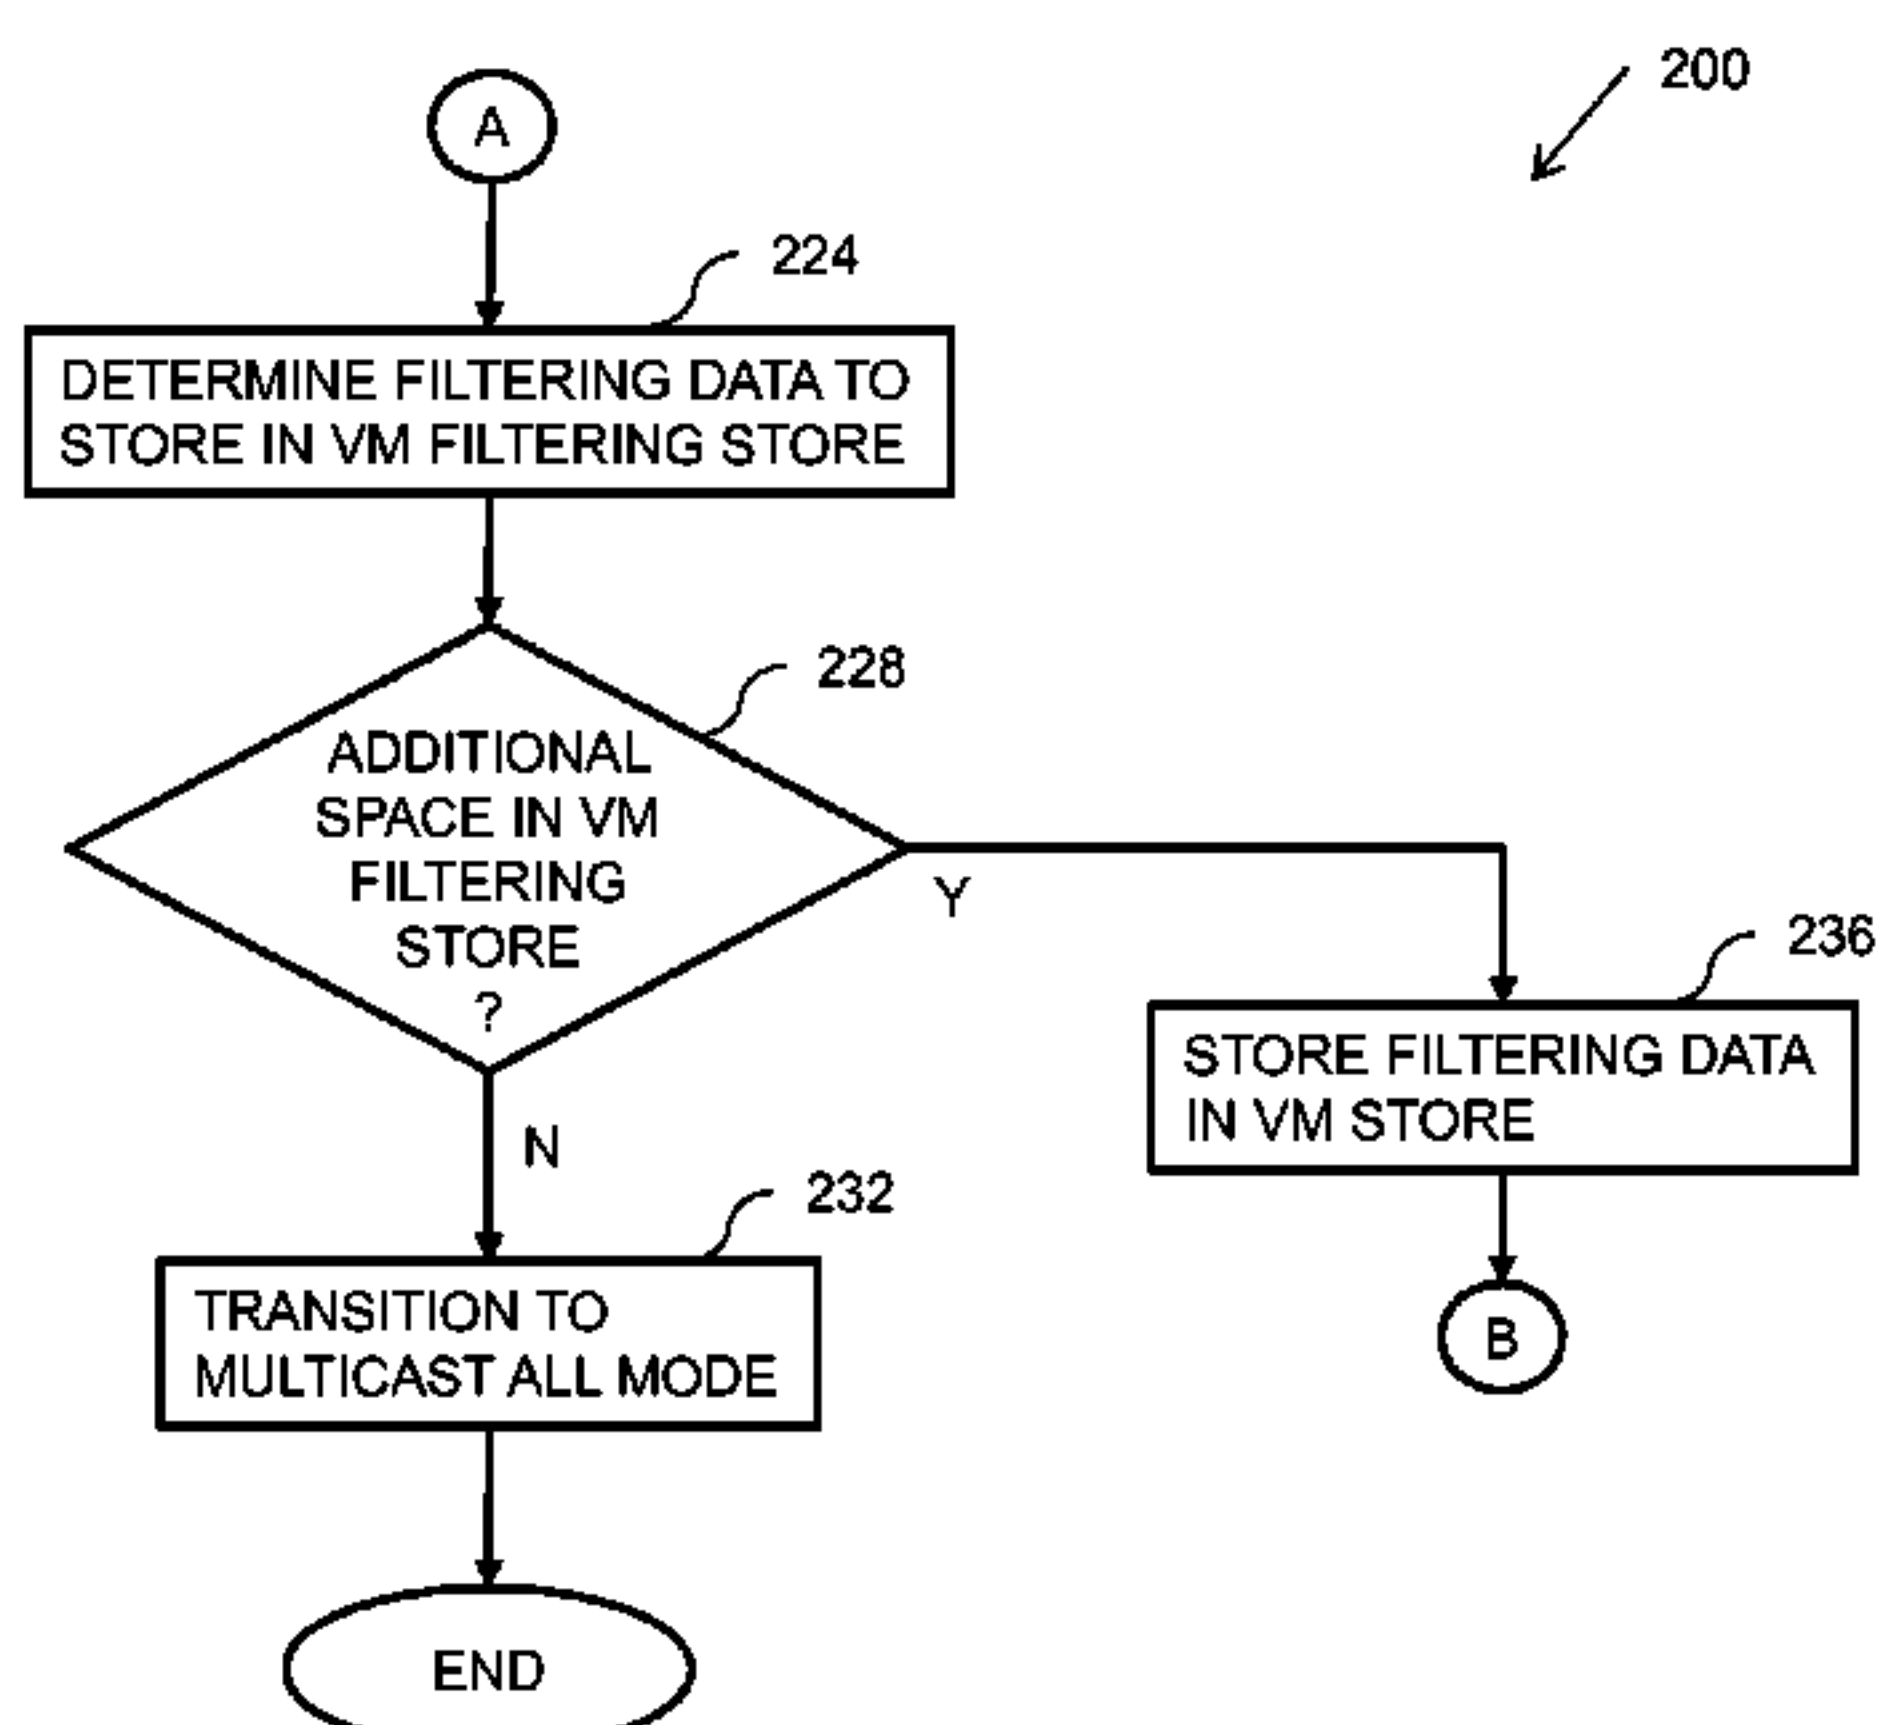 200
A
224
DETERMINE FILTERING DATA TO
STORE IN VM FILTERING STORE
228
ADDITIONAL
SPACE IN VM
FILTERING
STORE
?
Y
N
236
STORE FILTERING DATA
IN VM STORE
232
TRANSITION TO
MULTICAST ALL MODE
B
END